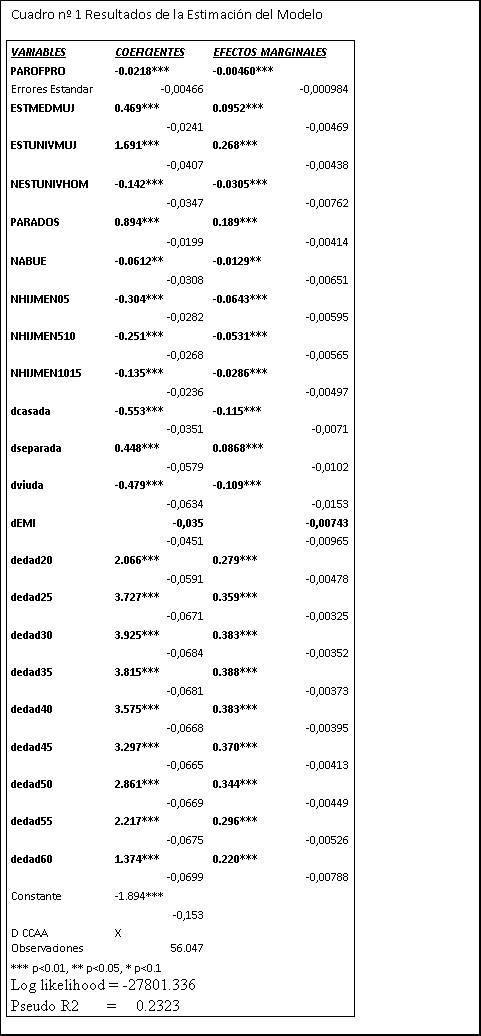 Cuadro nº 1 Resultados de la Estimación del Modelo
VARIABLES COEFICIENTES EFECTOS MARGINALES
PAROFPRO -0.0218*** -0.00460***
Errores Estandar -0,00466 -0,000984
ESTMEDMUJ 0.469*** 0.0952***
-0,0241 -0,00469
ESTUNIVMUJ 1.691*** 0.268***
-0,0407 -0,00438
NESTUNIVHOM -0.142*** -0.0305***
-0,0347 -0,00762
PARADOS 0.894*** 0.189***
-0,0199 -0,00414
NABUE -0.0612** -0.0129**
-0,0308 -0,00651
NHIJMEN05 -0.304*** -0.0643***
-0,0282 -0,00595
NHIJMEN510 -0.251*** -0.0531***
-0,0268 -0,00565
NHIJMEN1015 -0.135*** -0.0286***
-0,0236 -0,00497
dcasada -0.553*** -0.115***
-0,0351 -0,0071
dseparada 0.448*** 0.0868***
-0,0579 -0,0102
dviuda -0.479*** -0.109***
-0,0634 -0,0153
dEMI -0,035 -0,00743
-0,0451 -0,00965
dedad20 2.066*** 0.279***
-0,0591 -0,00478
dedad25 3.727*** 0.359***
-0,0671 -0,00325
dedad30 3.925*** 0.383***
-0,0684 -0,00352
dedad35 3.815*** 0.388***
-0,0681 -0,00373
dedad40 3.575*** 0.383***
-0,0668 -0,00395
dedad45 3.297*** 0.370***
-0,0665 -0,00413
dedad50 2.861*** 0.344***
-0,0669 -0,00449
dedad55 2.217*** 0.296***
-0,0675 -0,00526
dedad60 1.374*** 0.220***
-0,0699 -0,00788
Constante -1.894***
-0,153
D CCAA X
Observaciones 56.047
*** p<0.01, ** p<0.05, * p<0.1
Log likelihood = -27801.336
Pseudo R2 = 0.2323